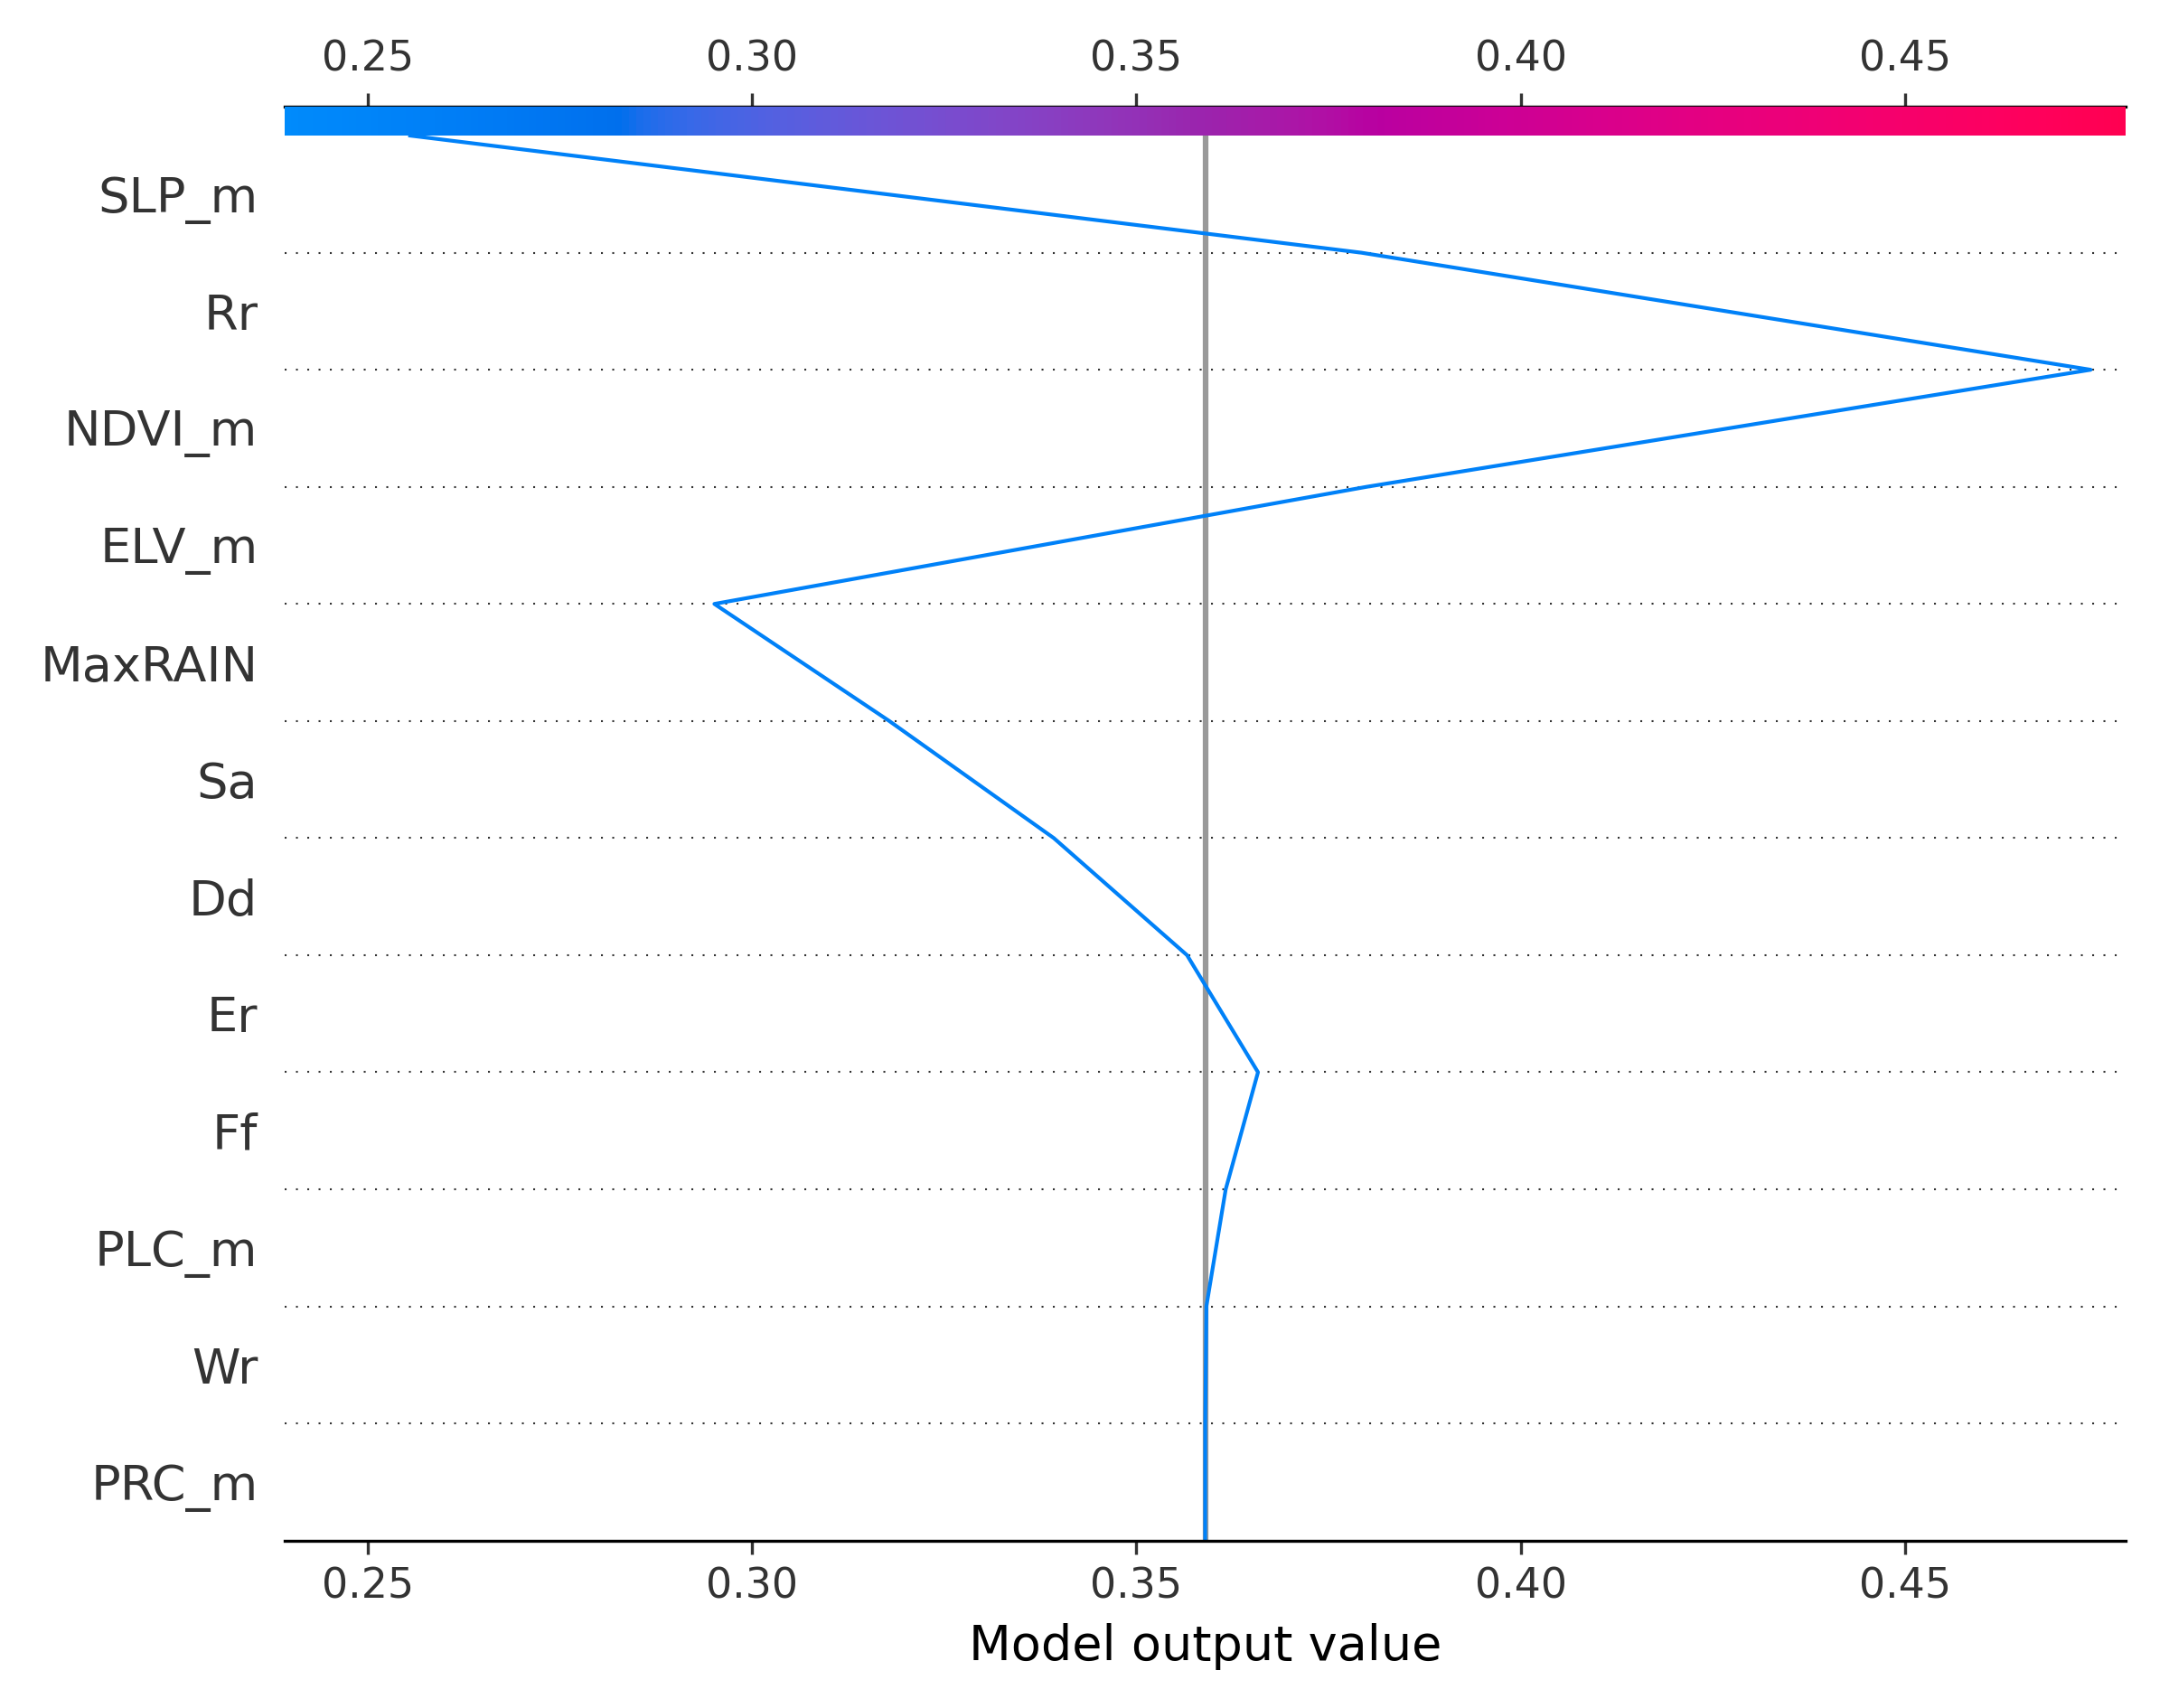 0.25 0.30 0.35 0.40 0.45
SLP_m
Rr
NDVI_m
ELV_m
MaxRAIN
Sa
Dd
Er
Ff
PLC_m
Wr
PRC_m
0.25 0.30 0.35 0.40 0.45
Model output value